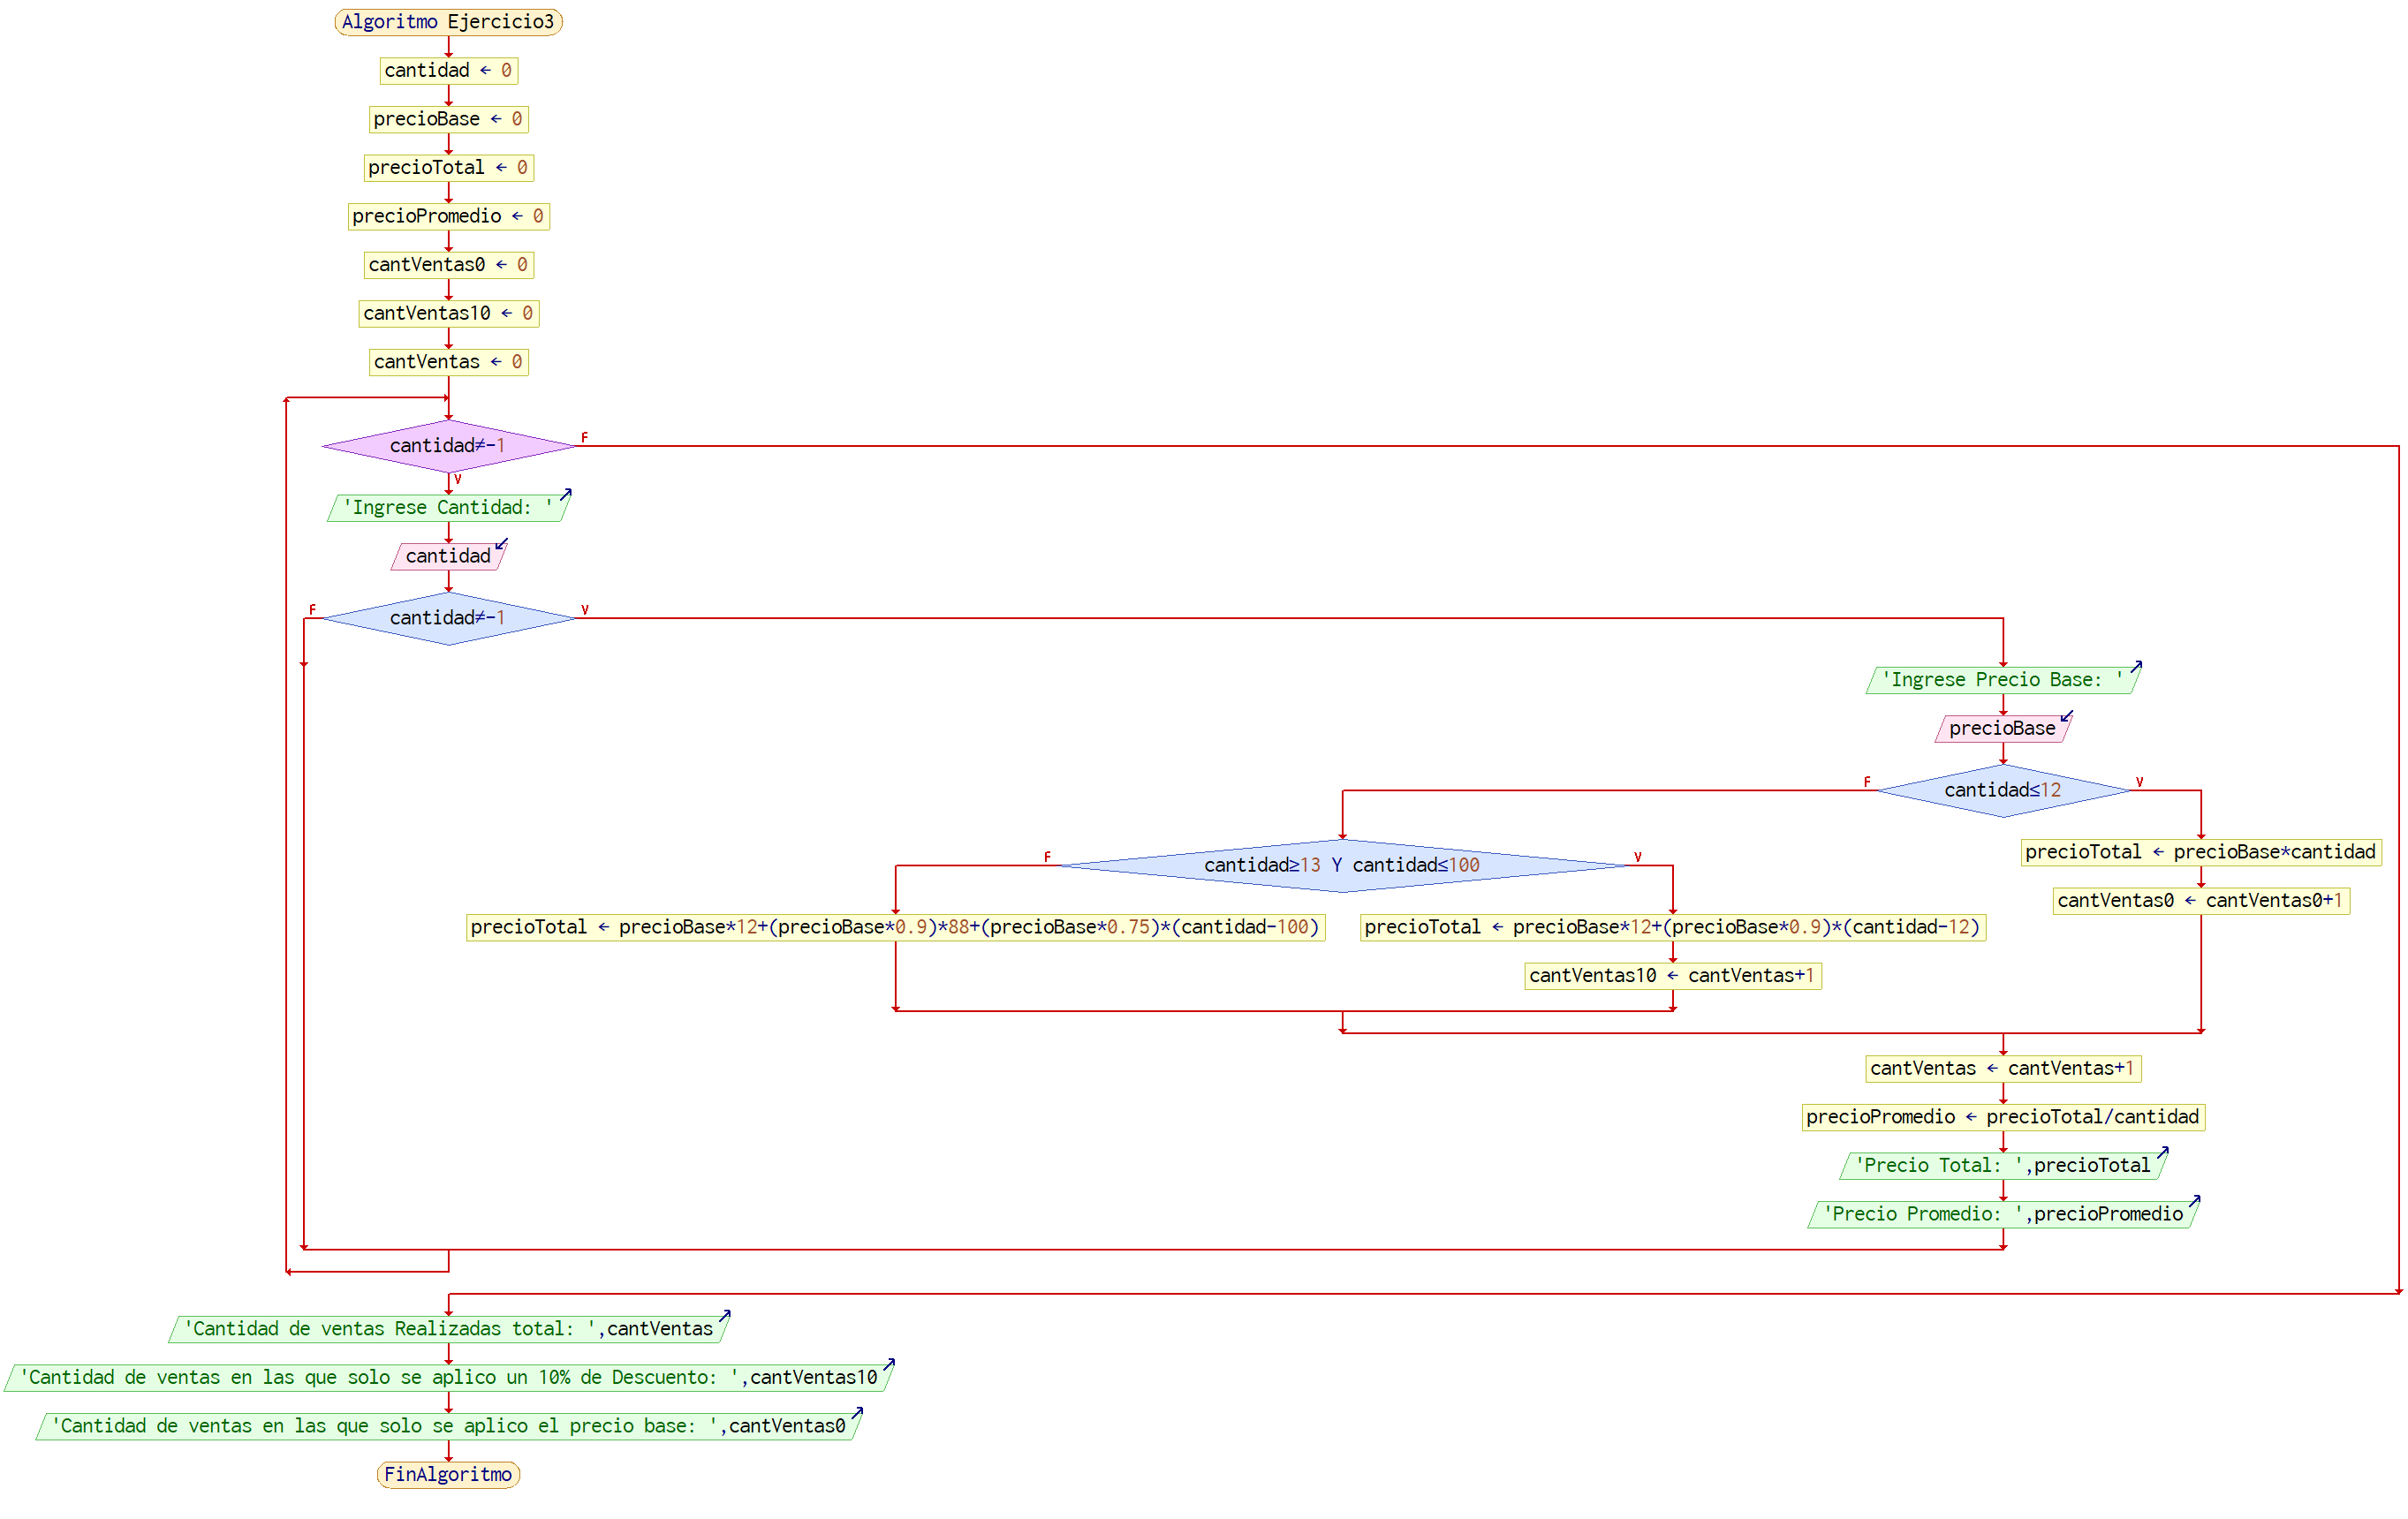 Algoritmo Ejercicio3
cantidad ← 0
precioBase ← 0
precioTotal ← 0
precioPromedio ← 0
cantVentas0 ← 0
cantVentas10 ← 0
cantVentas ← 0
cantidad≠-1
F
V
'Ingrese Cantidad: '
cantidad
F
cantidad≠-1
V
'Ingrese Precio Base: '
precioBase
F
cantidad≤12
V
F
cantidad≥13 Y cantidad≤100
V
precioTotal ← precioBase*cantidad
cantVentas0 ← cantVentas0+1
precioTotal ← precioBase*12+(precioBase*0.9)*88+(precioBase*0.75)*(cantidad-100)
precioTotal ← precioBase*12+(precioBase*0.9)*(cantidad-12)
cantVentas10 ← cantVentas+1
cantVentas ← cantVentas+1
precioPromedio ← precioTotal/cantidad
'Precio Total: ',precioTotal
'Precio Promedio: ',precioPromedio
'Cantidad de ventas Realizadas total: ',cantVentas
'Cantidad de ventas en las que solo se aplico un 10% de Descuento: ',cantVentas10
'Cantidad de ventas en las que solo se aplico el precio base: ',cantVentas0
FinAlgoritmo